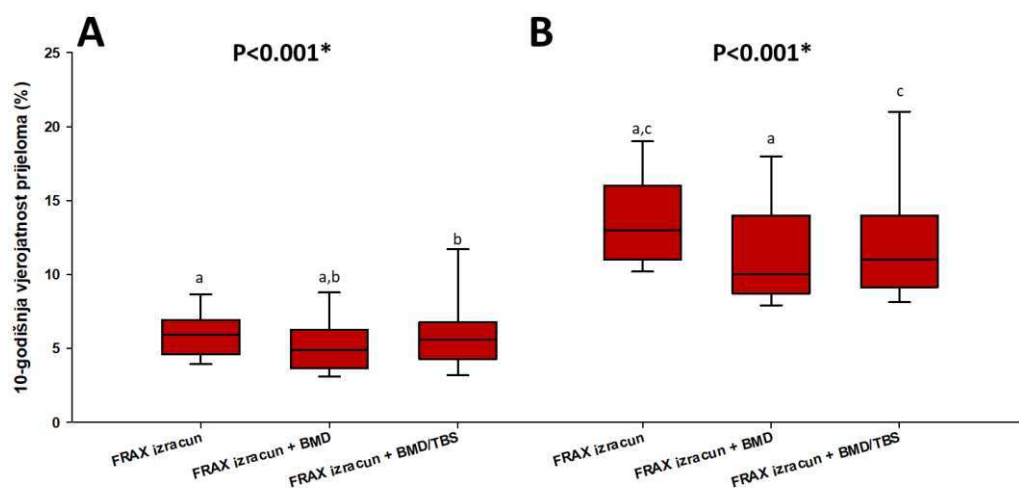 A
P<0.001*
B
P<0.001*
10-godišnja vjerojatnost prijeloma (%)
25
20
15
10
5
0
a
a,b
b
a,c
a
c
FRAX izracun
FRAX izracun + BMD
FRAX izracun + BMD/TBS
FRAX izracun
FRAX izracun + BMD
FRAX izracun + BMD/TBS